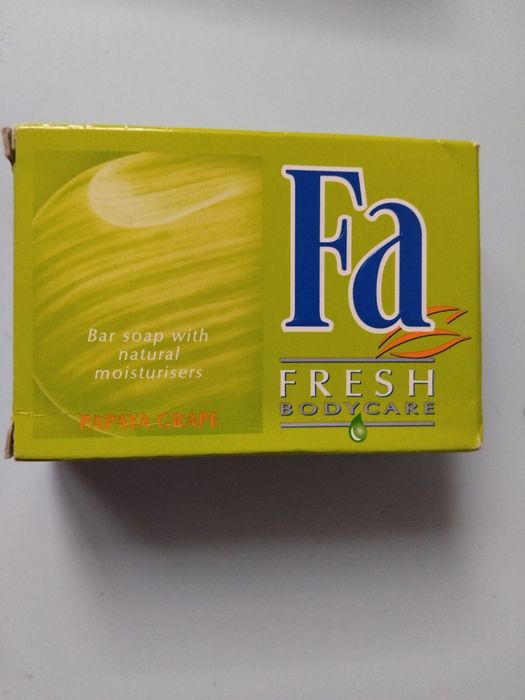 Fa
FRESH
BODYCARE
Bar soap with
natural
moisturisers
PAPAYA-GRAPE